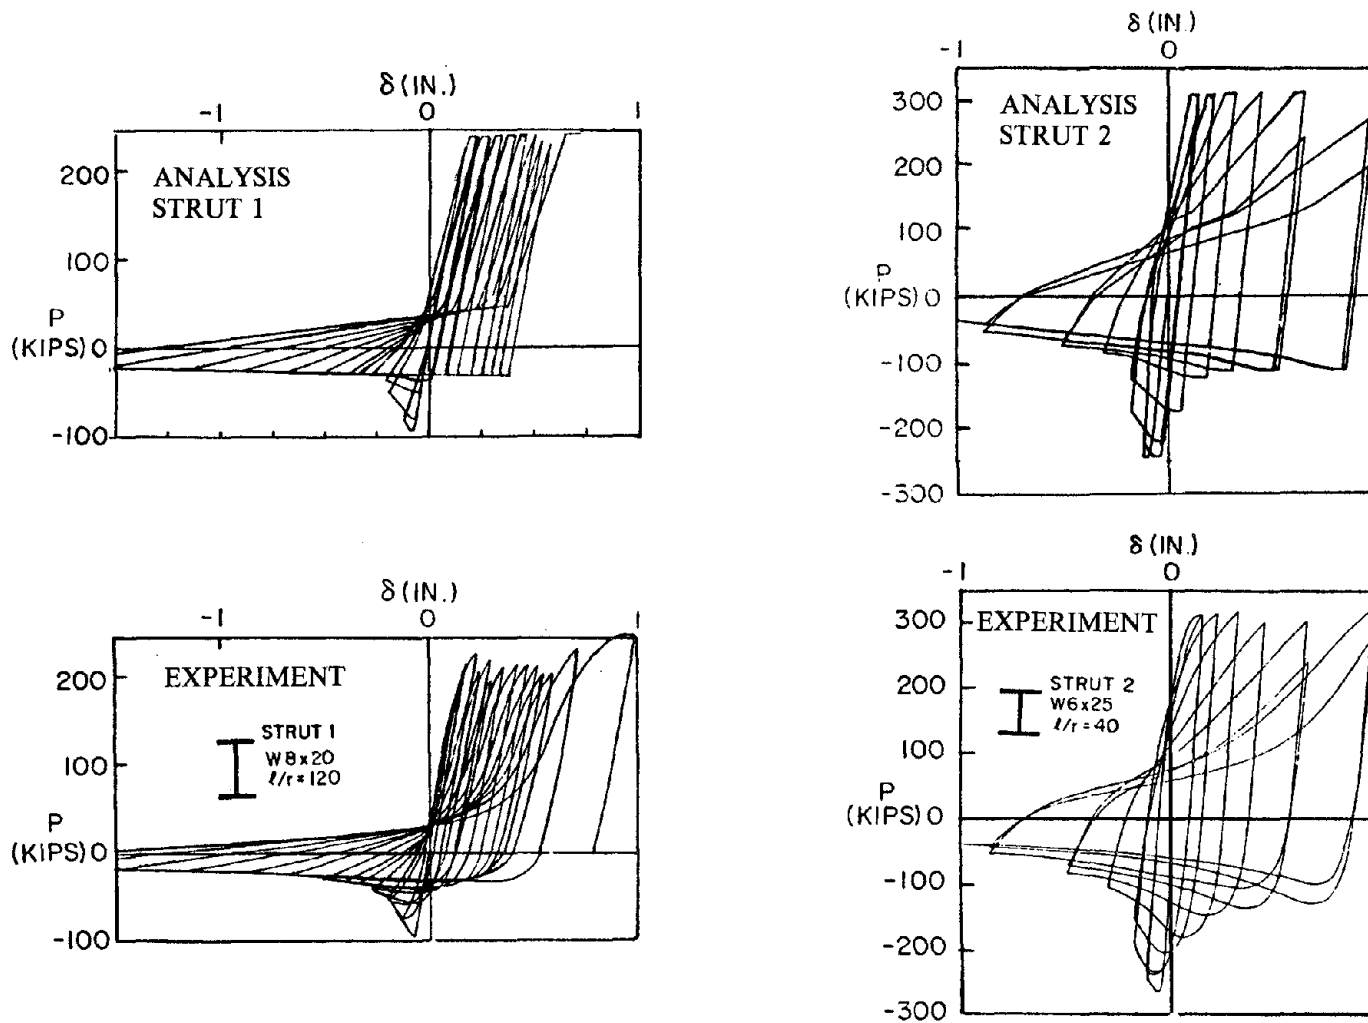 δ (IN.)
-1 0 1
200
100
P
(KIPS) 0
-100
ANALYSIS
STRUT 1
δ (IN.)
-1 0
300
200
100
P
(KIPS) 0
-100
-200
-300
ANALYSIS
STRUT 2
δ (IN.)
-1 0 1
200
100
P
(KIPS) 0
-100
EXPERIMENT
STRUT 1
W8x20
ℓ/r = 120
δ (IN.)
-1 0
300
200
100
P
(KIPS) 0
-100
-200
-300
EXPERIMENT
STRUT 2
W6x25
ℓ/r = 40